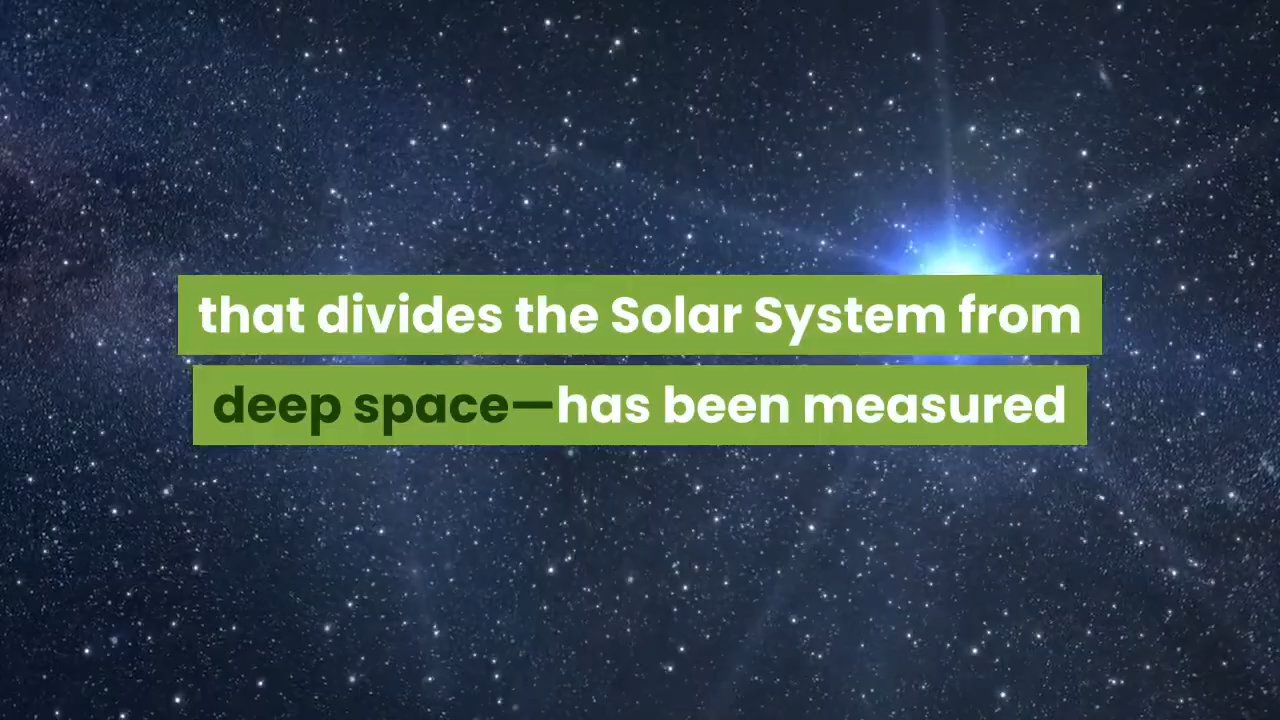 that divides the Solar System from
deep space—has been measured